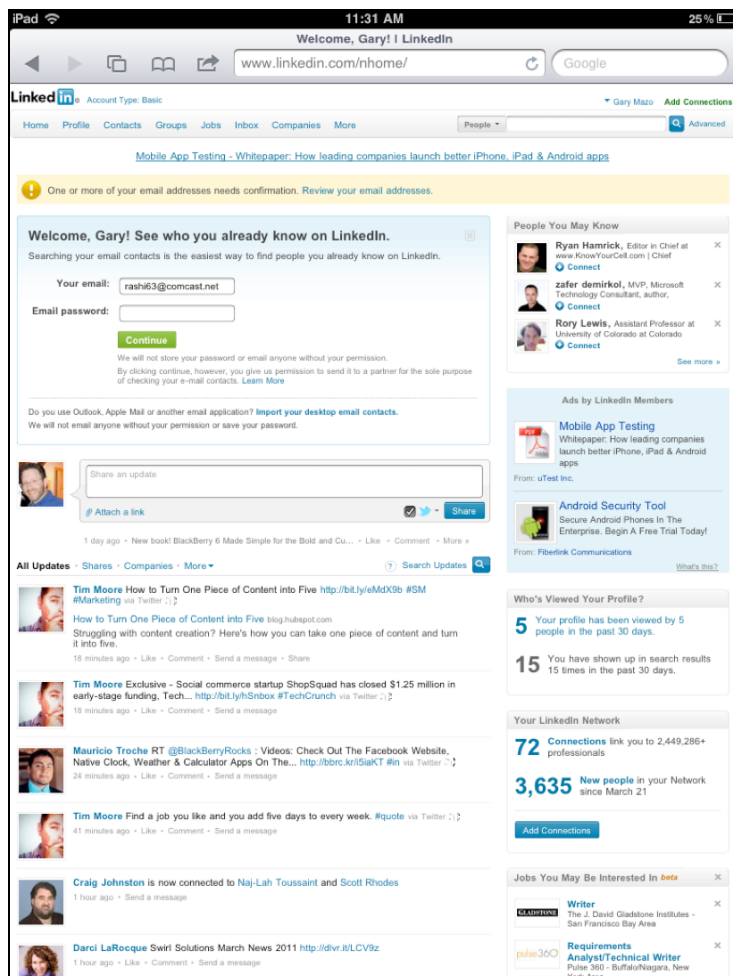 iPad 11:31 AM 25%
Welcome, Gary! | LinkedIn
www.linkedin.com/nhome/ Google
Linked in Account Type: Basic
Gary Mazo Add Connections
Home Profile Contacts Groups Jobs Inbox Companies More People Advanced
Mobile App Testing - Whitepaper: How leading companies launch better iPhone, iPad & Android apps
One or more of your email addresses needs confirmation. Review your email addresses.
Welcome, Gary! See who you already know on LinkedIn.
Searching your email contacts is the easiest way to find people you already know on LinkedIn.
Your email: rashi63@comcast.net
Email password:
Continue
We will not store your password or email anyone without your permission.
By clicking continue, however, you give us permission to send it to a partner for the sole purpose
of checking your e-mail contacts. Learn More
Do you use Outlook, Apple Mail or another email application? Import your desktop email contacts.
We will not email anyone without your permission or save your password.
Share an update
Attach a link Share
1 day ago • New book! BlackBerry 6 Made Simple for the Bold and Cu... • Like • Comment • More »
All Updates • Shares • Companies • More ? Search Updates
Tim Moore How to Turn One Piece of Content into Five http://bit.ly/eMdX9b #SM
#Marketing via Twitter
How to Turn One Piece of Content into Five blog.hubspot.com
Struggling with content creation? Here's how you can take one piece of content and turn
it into five.
18 minutes ago • Like • Comment • Send a message • Share
Tim Moore Exclusive - Social commerce startup ShopSquad has closed $1.25 million in
early-stage funding, Tech... http://bit.ly/hSnbox #TechCrunch via Twitter
18 minutes ago • Like • Comment • Send a message
Mauricio Troche RT @BlackBerryRocks : Videos: Check Out The Facebook Website,
Native Clock, Weather & Calculator Apps On The... http://bbrc.kr/i5iaKT #in via Twitter
24 minutes ago • Like • Comment • Send a message
Tim Moore Find a job you like and you add five days to every week. #quote via Twitter
41 minutes ago • Like • Comment • Send a message
Craig Johnston is now connected to Naj-Lah Toussaint and Scott Rhodes
1 hour ago • Send a message
Darci LaRocque Swirl Solutions March News 2011 http://dlvr.it/LCV9z
1 hour ago • Like • Comment • Send a message
People You May Know
Ryan Hamrick, Editor in Chief at
www.KnowYourCell.com | Chief
Connect
zafer demirkol, MVP, Microsoft
Technology Consultant, author,
Connect
Rory Lewis, Assistant Professor at
University of Colorado at Colorado
Connect
See more »
Ads by LinkedIn Members
PDF
Mobile App Testing
Whitepaper: How leading companies
launch better iPhone, iPad & Android
apps
From: uTest Inc.
Android Security Tool
Secure Android Phones In The
Enterprise. Begin A Free Trial Today!
From: Fiberlink Communications
What's this?
Who's Viewed Your Profile?
5 Your profile has been viewed by 5
people in the past 30 days.
15 You have shown up in search results
15 times in the past 30 days.
Your LinkedIn Network
72 Connections link you to 2,449,286+
professionals
3,635 New people in your Network
since March 21
Add Connections
Jobs You May Be Interested In beta
GLADSTONE
Writer
The J. David Gladstone Institutes -
San Francisco Bay Area
pulse360
Requirements
Analyst/Technical Writer
Pulse 360 - Buffalo/Niagara, New
York Area